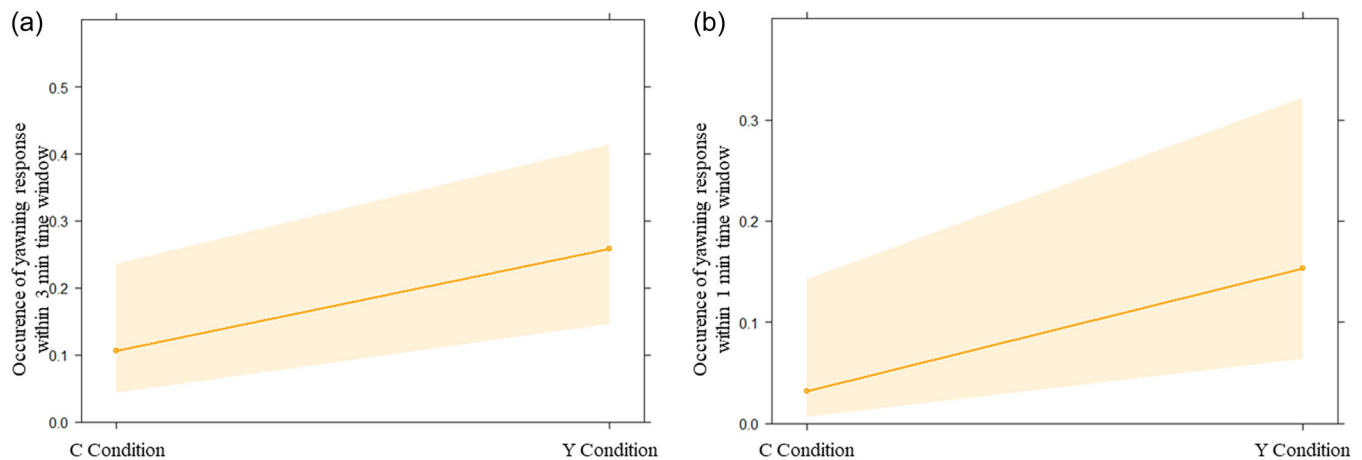 (a)
Occurence of yawning response
within 3 min time window
0.5
0.4
0.3
0.2
0.1
0.0
C Condition
Y Condition
(b)
Occurence of yawning response
within 1 min time window
0.3
0.2
0.1
0.0
C Condition
Y Condition